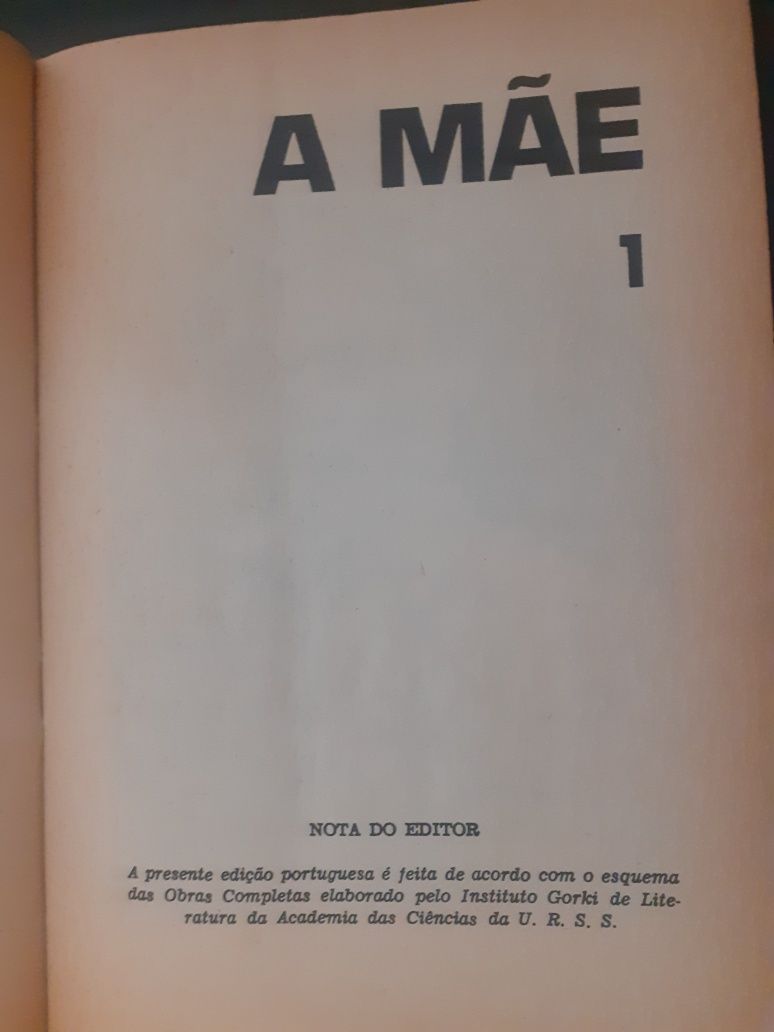 A MÃE
1
NOTA DO EDITOR
A presente edição portuguesa é feita de acordo com o esquema
das Obras Completas elaborado pelo Instituto Gorki de Lite-
ratura da Academia das Ciências da U. R. S. S.